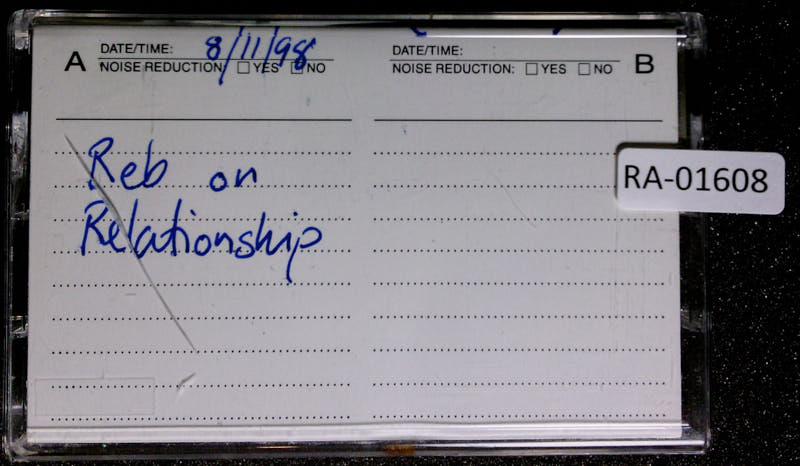 A DATE/TIME: 8/11/98
NOISE REDUCTION: □ YES □ NO
Reb on
Relationship
DATE/TIME:
NOISE REDUCTION: □ YES □ NO B
RA-01608